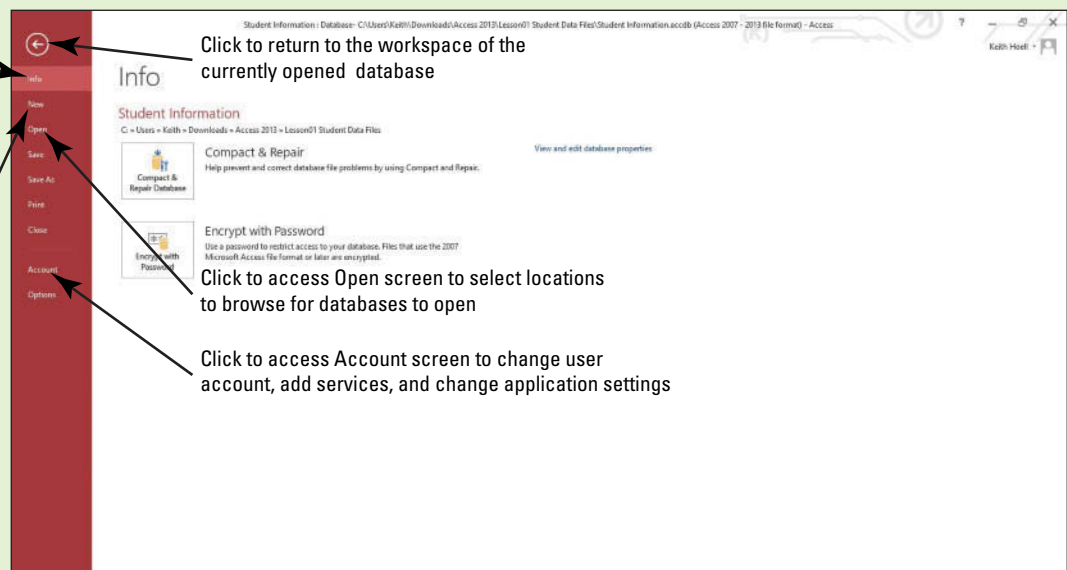 Student Information : Database- C:\Users\Keith\Downloads\Access 2013\Lesson01 Student Data Files\Student Information.accdb (Access 2007 - 2013 file format) - Access
?
Keith Hoell
Click to return to the workspace of the
currently opened database
Info
New
Open
Save
Save As
Print
Close
Account
Options
Info
Student Information
C: » Users » Keith » Downloads » Access 2013 » Lesson01 Student Data Files
Compact &
Repair Database
Compact & Repair
Help prevent and correct database file problems by using Compact and Repair.
View and edit database properties
Encrypt with
Password
Encrypt with Password
Use a password to restrict access to your database. Files that use the 2007
Microsoft Access file format or later are encrypted.
Click to access Open screen to select locations
to browse for databases to open
Click to access Account screen to change user
account, add services, and change application settings